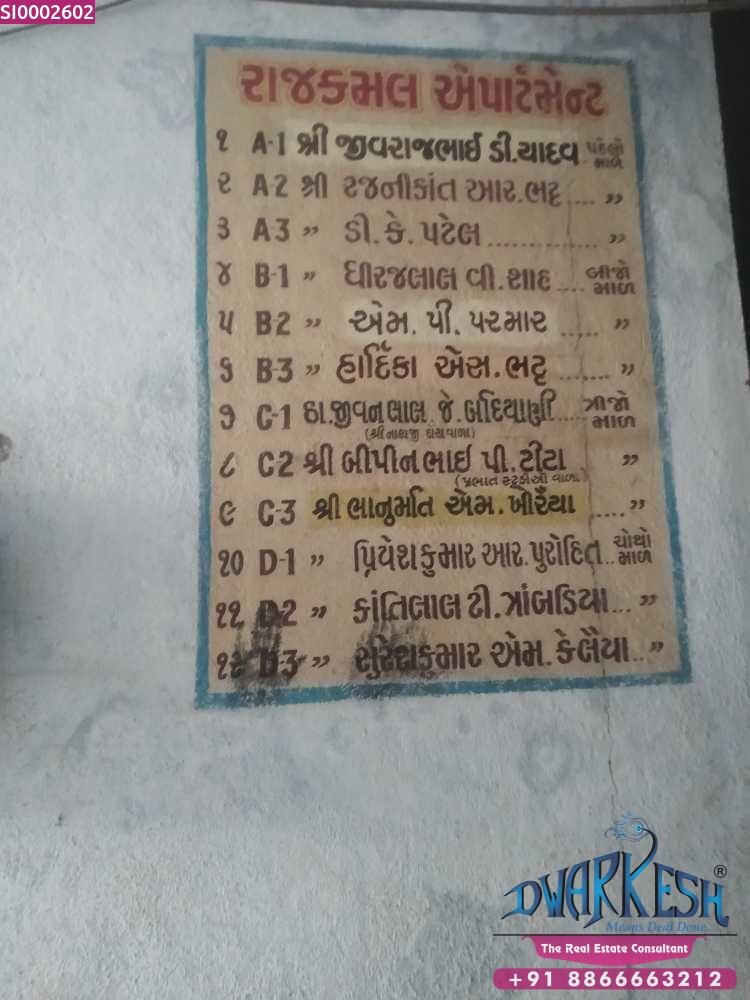 SI0002602
રાજકમલ એપાર્ટમેન્ટ
૧ A-1 શ્રી જીવરાજભાઈ ડી.યાદવ પહેલો માળ
૨ A-2 શ્રી રજનીકાંત આર.ભટ્ટ .... ,,
૩ A-3 ,, ડી.કે.પટેલ .............. ,,
૪ B-1 ,, ધીરજલાલ વી.શાહ .... બીજો માળ
૫ B-2 ,, એમ. પી. પરમાર ..... ,,
૬ B-3 ,, હાર્દિકા એસ.ભટ્ટ ....... ,,
૭ C-1 ઠા.જીવનલાલ જે.બદિયાણી .... ત્રીજો માળ
(શ્રીનાથજી દાસવાળા)
૮ C-2 શ્રી બીપીનભાઈ પી.ટીટા ,,
(પ્રભાત સ્ટુડીઓ વાળા)
૯ C-3 શ્રી ભાનુમતિ એમ.ખોરૈયા ....,,
૧૦ D-1 ,, પ્રિયેશકુમાર આર.પુરોહિત.. ચોથો માળ
૧૧ D-2 ,, કાંતિલાલ ટી.ત્રાંબડિયા... ,,
૧૨ D-3 ,, સુરેશકુમાર એમ.કેલૈયા.. ,,
DWARKESH®
Means Deal Done...
The Real Estate Consultant
+91 8866663212